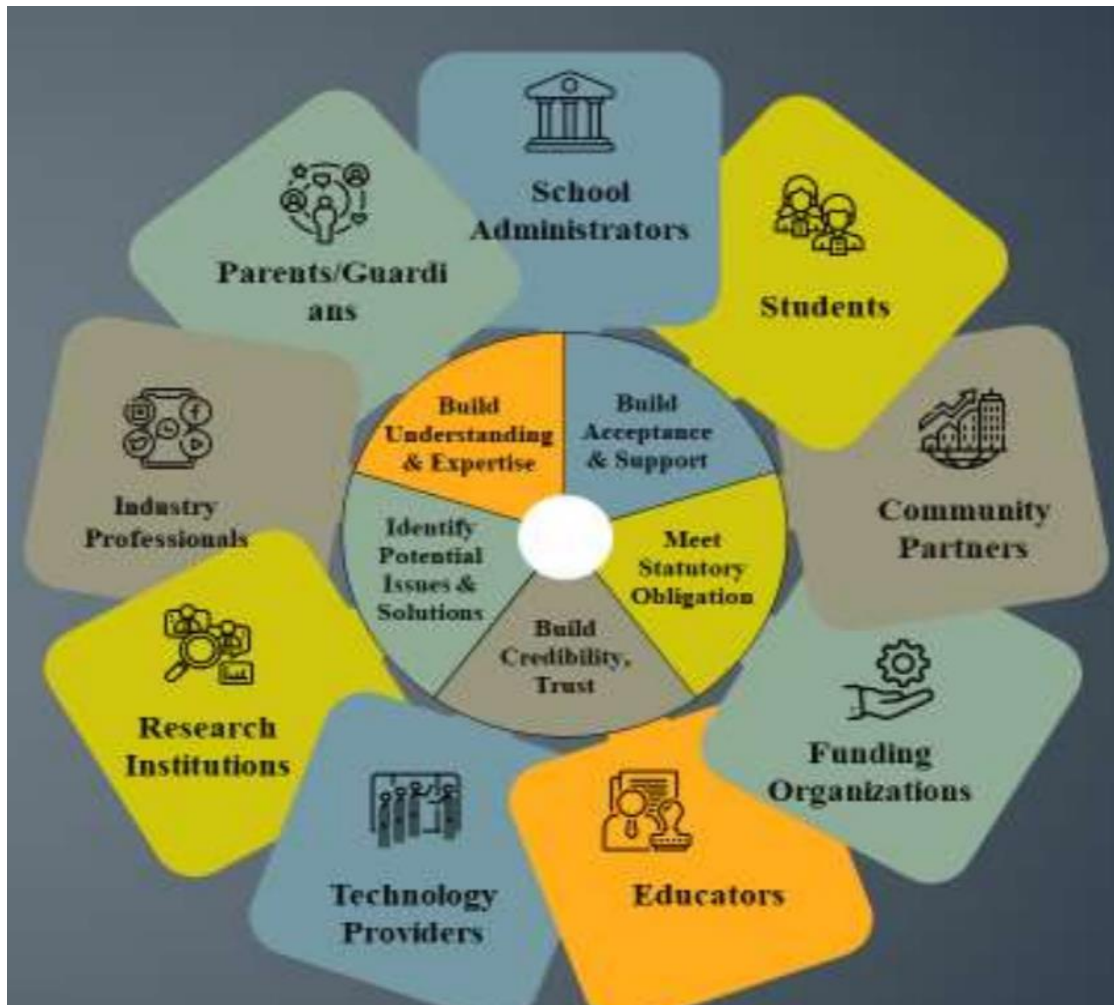 School
Administrators
Students
Community
Partners
Funding
Organizations
Educators
Technology
Providers
Research
Institutions
Industry
Professionals
Parents/Guardi
ans
Build
Acceptance
& Support
Meet
Statutory
Obligation
Build
Credibility,
Trust
Identify
Potential
Issues &
Solutions
Build
Understanding
& Expertise